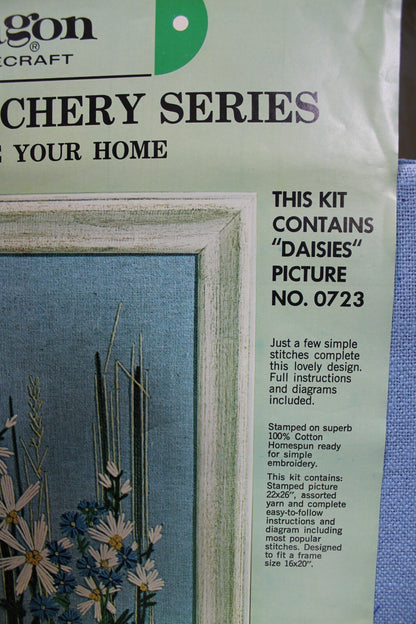 agon®
ECRAFT
CHERY SERIES
YOUR HOME
THIS KIT
CONTAINS
"DAISIES"
PICTURE
NO. 0723
Just a few simple
stitches complete
this lovely design.
Full instructions
and diagrams
included.
Stamped on superb
100% Cotton
Homespun ready
for simple
embroidery.
This kit contains:
Stamped picture
22x26", assorted
yarn and complete
easy-to-follow
instructions and
diagram including
most popular
stitches. Designed
to fit a frame
size 16x20".